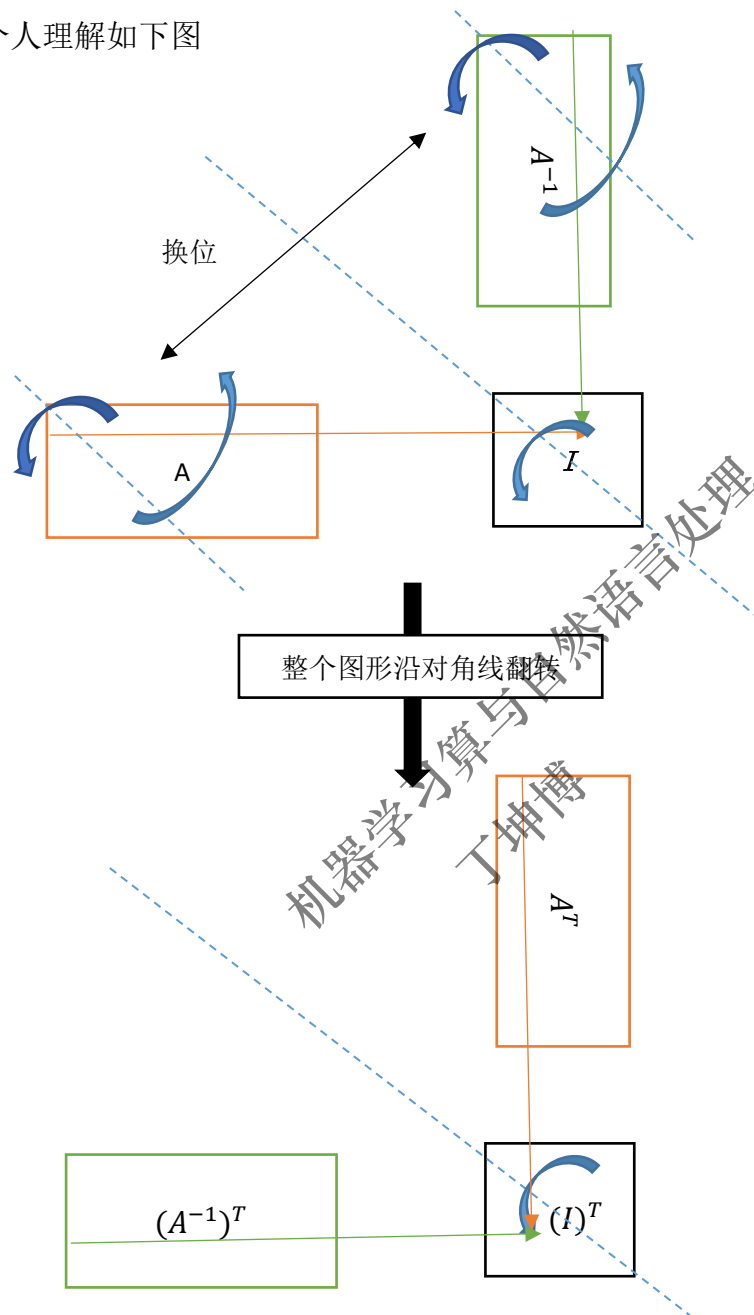 个人理解如下图
A⁻¹
换位
A
I
整个图形沿对角线翻转
机器学习算与自然语言处理
丁坤博
Aᵀ
(A⁻¹)ᵀ
(I)ᵀ